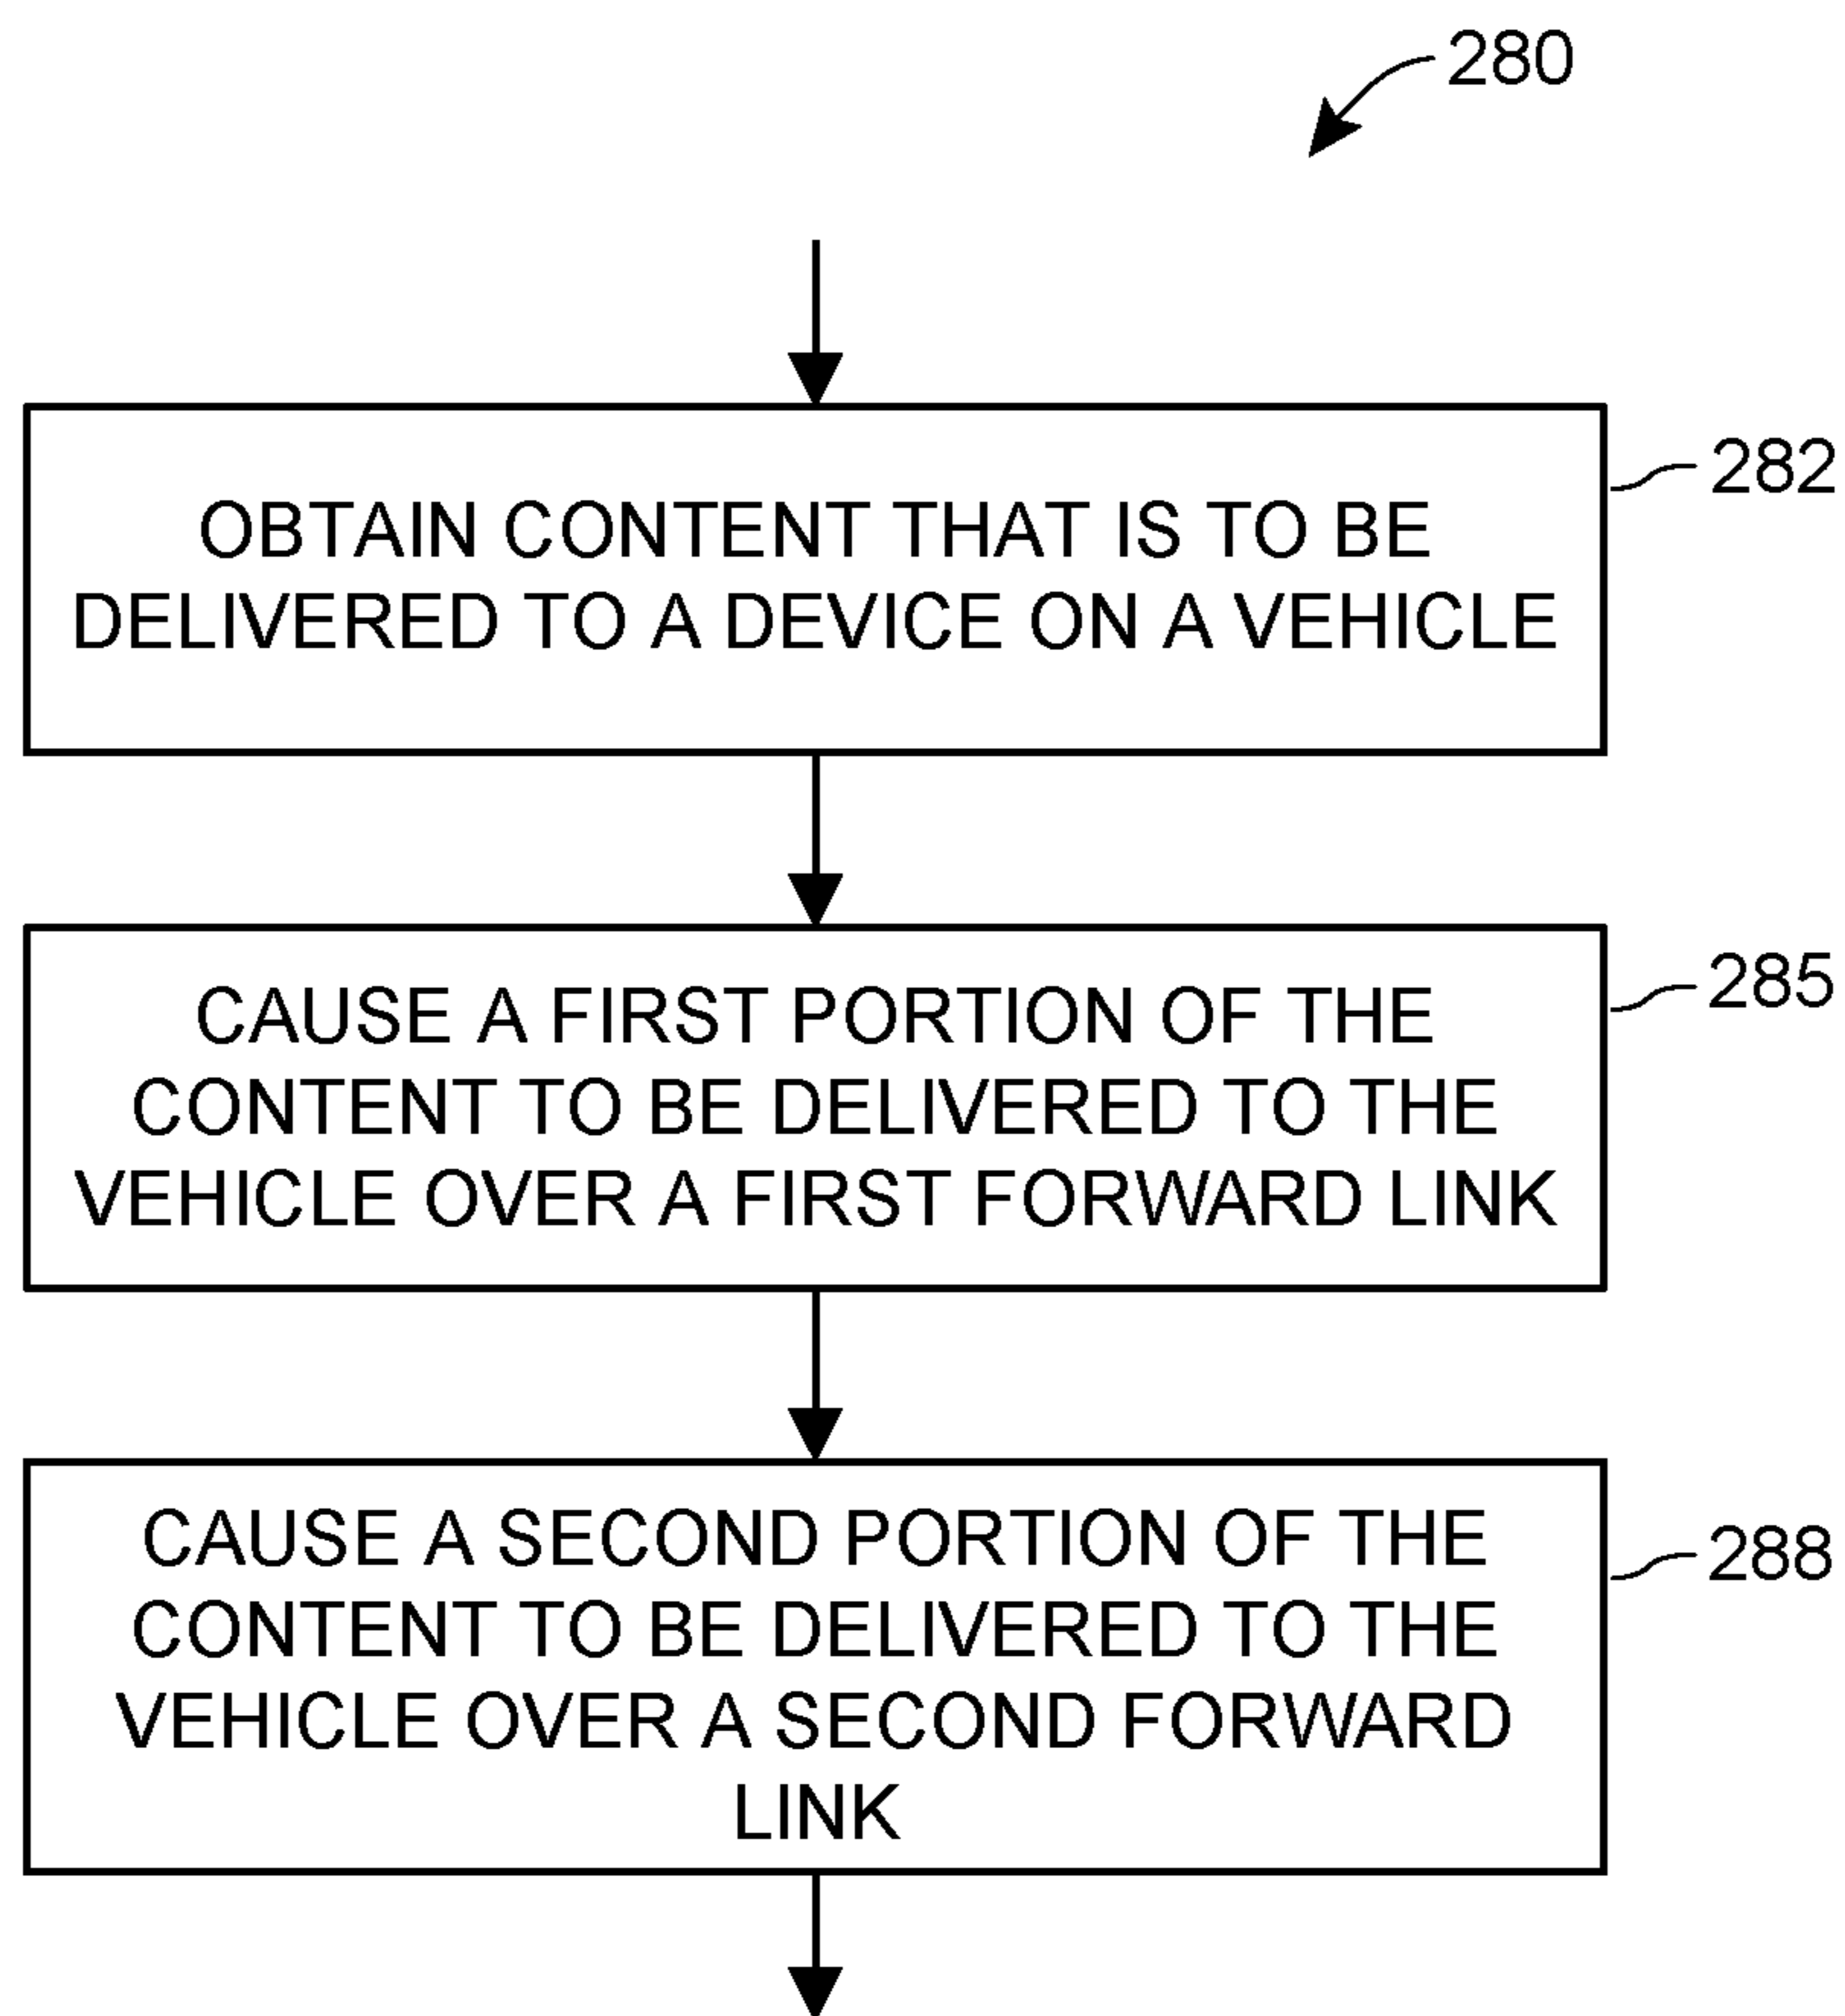 280
OBTAIN CONTENT THAT IS TO BE
DELIVERED TO A DEVICE ON A VEHICLE
282
CAUSE A FIRST PORTION OF THE
CONTENT TO BE DELIVERED TO THE
VEHICLE OVER A FIRST FORWARD LINK
285
CAUSE A SECOND PORTION OF THE
CONTENT TO BE DELIVERED TO THE
VEHICLE OVER A SECOND FORWARD
LINK
288